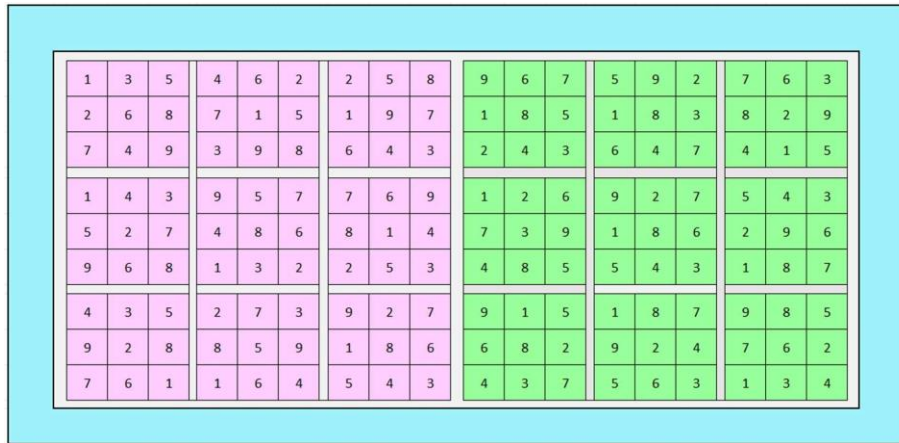 1 3 5 4 6 2 2 5 8 9 6 7 5 9 2 7 6 3
2 6 8 7 1 5 1 9 7 1 8 5 1 8 3 8 2 9
7 4 9 3 9 8 6 4 3 2 4 3 6 4 7 4 1 5
1 4 3 9 5 7 7 6 9 1 2 6 9 2 7 5 4 3
5 2 7 4 8 6 8 1 4 7 3 9 1 8 6 2 9 6
9 6 8 1 3 2 2 5 3 4 8 5 5 4 3 1 8 7
4 3 5 2 7 3 9 2 7 9 1 5 1 8 7 9 8 5
9 2 8 8 5 9 1 8 6 6 8 2 9 2 4 7 6 2
7 6 1 1 6 4 5 4 3 4 3 7 5 6 3 1 3 4